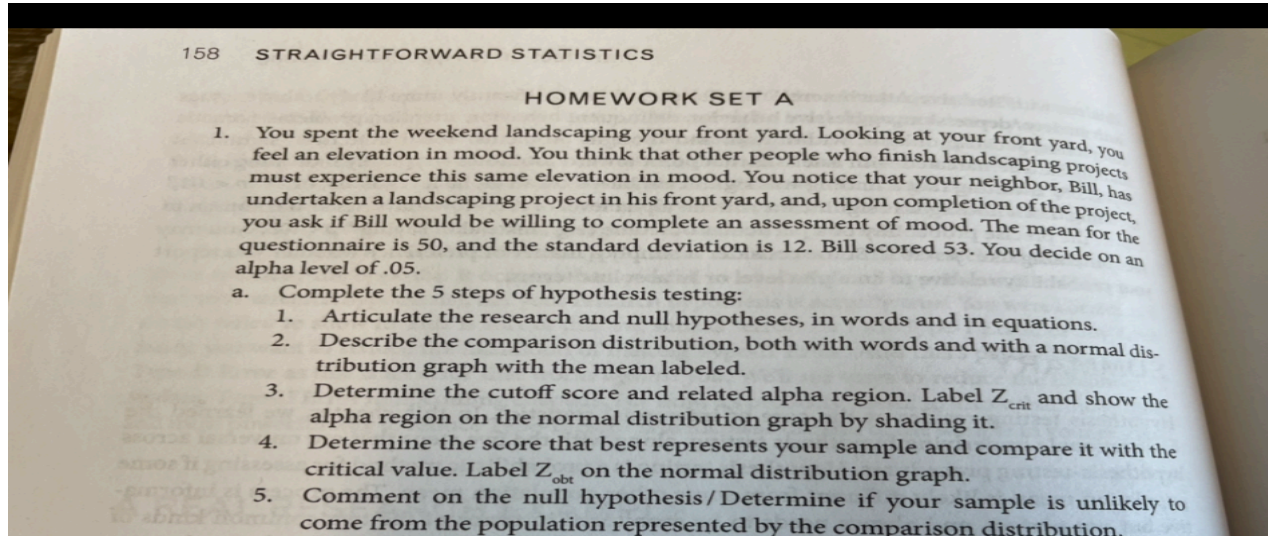 158 STRAIGHTFORWARD STATISTICS
HOMEWORK SET A
1. You spent the weekend landscaping your front yard. Looking at your front yard, you
feel an elevation in mood. You think that other people who finish landscaping projects
must experience this same elevation in mood. You notice that your neighbor, Bill, has
undertaken a landscaping project in his front yard, and, upon completion of the project,
you ask if Bill would be willing to complete an assessment of mood. The mean for the
questionnaire is 50, and the standard deviation is 12. Bill scored 53. You decide on an
alpha level of .05.
a. Complete the 5 steps of hypothesis testing:
1. Articulate the research and null hypotheses, in words and in equations.
2. Describe the comparison distribution, both with words and with a normal dis-
tribution graph with the mean labeled.
3. Determine the cutoff score and related alpha region. Label Zcrit and show the
alpha region on the normal distribution graph by shading it.
4. Determine the score that best represents your sample and compare it with the
critical value. Label Zobt on the normal distribution graph.
5. Comment on the null hypothesis/Determine if your sample is unlikely to
come from the population represented by the comparison distribution.